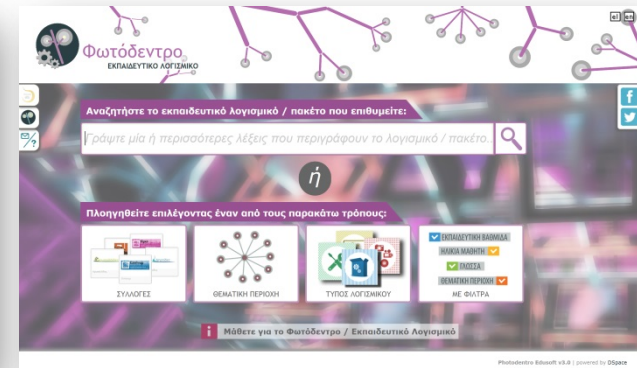 el en
Φωτόδεντρο
ΕΚΠΑΙΔΕΥΤΙΚΟ ΛΟΓΙΣΜΙΚΟ
Αναζητήστε το εκπαιδευτικό λογισμικό / πακέτο που επιθυμείτε:
Γράψτε μία ή περισσότερες λέξεις που περιγράφουν το λογισμικό / πακέτο..
ή
Πλοηγηθείτε επιλέγοντας έναν από τους παρακάτω τρόπους:
ΕΚΠΑΙΔΕΥΤΙΚΗ ΒΑΘΜΙΔΑ
ΗΛΙΚΙΑ ΜΑΘΗΤΗ
ΓΛΩΣΣΑ
ΘΕΜΑΤΙΚΗ ΠΕΡΙΟΧΗ
ΣΥΛΛΟΓΕΣ
ΘΕΜΑΤΙΚΗ ΠΕΡΙΟΧΗ
ΤΥΠΟΣ ΛΟΓΙΣΜΙΚΟΥ
ΜΕ ΦΙΛΤΡΑ
i Μάθετε για το Φωτόδεντρο / Εκπαιδευτικό Λογισμικό
Photodentro Edusoft v3.0 | powered by DSpace